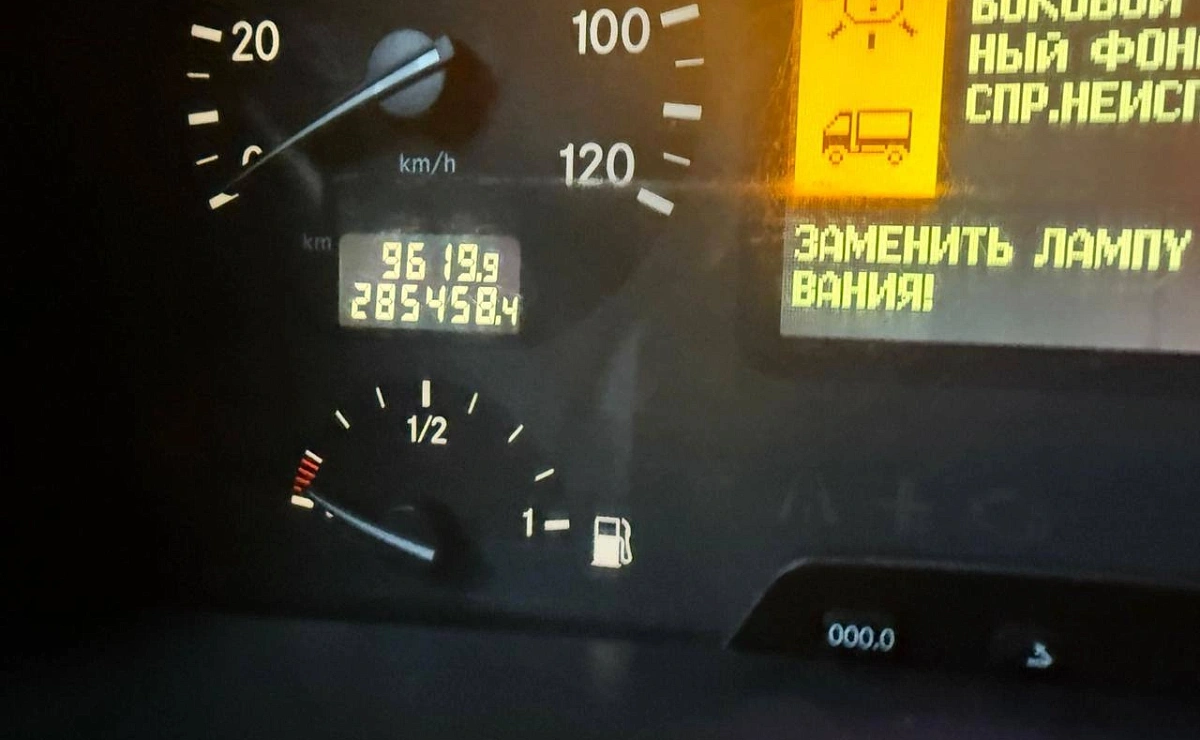 20
100
БОКОВОЙ
НЫЙ ФОН
СПР.НЕИСП
0
km/h
120
km
9619.9
285458.4
ЗАМЕНИТЬ ЛАМПУ
ВАНИЯ!
1/2
1
000.0